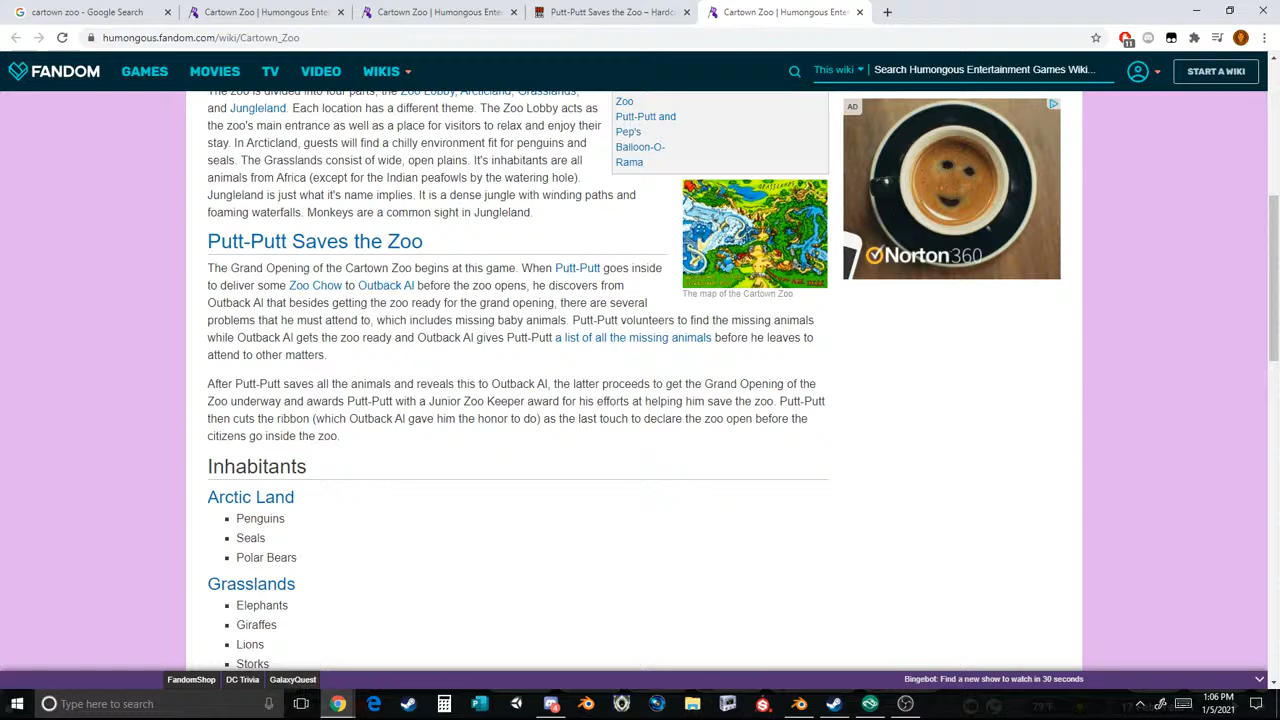 cartown zoo - Google Search
Cartown Zoo | Humongous Ente
Cartown Zoo | Humongous Ente
Putt-Putt Saves the Zoo – Hardc
Cartown Zoo | Humongous Ente
humongous.fandom.com/wiki/Cartown_Zoo
11
FANDOM GAMES MOVIES TV VIDEO WIKIS
This wiki Search Humongous Entertainment Games Wiki...
START A WIKI
The zoo is divided into four parts, the Zoo Lobby, Arcticland, Grasslands,
and Jungleland. Each location has a different theme. The Zoo Lobby acts as
the zoo's main entrance as well as a place for visitors to relax and enjoy their
stay. In Arcticland, guests will find a chilly environment fit for penguins and
seals. The Grasslands consist of wide, open plains. It's inhabitants are all
animals from Africa (except for the Indian peafowls by the watering hole).
Jungleland is just what it's name implies. It is a dense jungle with winding paths and
foaming waterfalls. Monkeys are a common sight in Jungleland.
Zoo
Putt-Putt and
Pep's
Balloon-O-
Rama
GRASSLANDS
The map of the Cartown Zoo
AD
Norton360
Putt-Putt Saves the Zoo
The Grand Opening of the Cartown Zoo begins at this game. When Putt-Putt goes inside
to deliver some Zoo Chow to Outback Al before the zoo opens, he discovers from
Outback Al that besides getting the zoo ready for the grand opening, there are several
problems that he must attend to, which includes missing baby animals. Putt-Putt volunteers to find the missing animals
while Outback Al gets the zoo ready and Outback Al gives Putt-Putt a list of all the missing animals before he leaves to
attend to other matters.
After Putt-Putt saves all the animals and reveals this to Outback Al, the latter proceeds to get the Grand Opening of the
Zoo underway and awards Putt-Putt with a Junior Zoo Keeper award for his efforts at helping him save the zoo. Putt-Putt
then cuts the ribbon (which Outback Al gave him the honor to do) as the last touch to declare the zoo open before the
citizens go inside the zoo.
Inhabitants
Arctic Land
Penguins
Seals
Polar Bears
Grasslands
Elephants
Giraffes
Lions
Storks
FandomShop DC Trivia GalaxyQuest
Bingebot: Find a new show to watch in 30 seconds
Type here to search
79°F
1:06 PM
1/5/2021